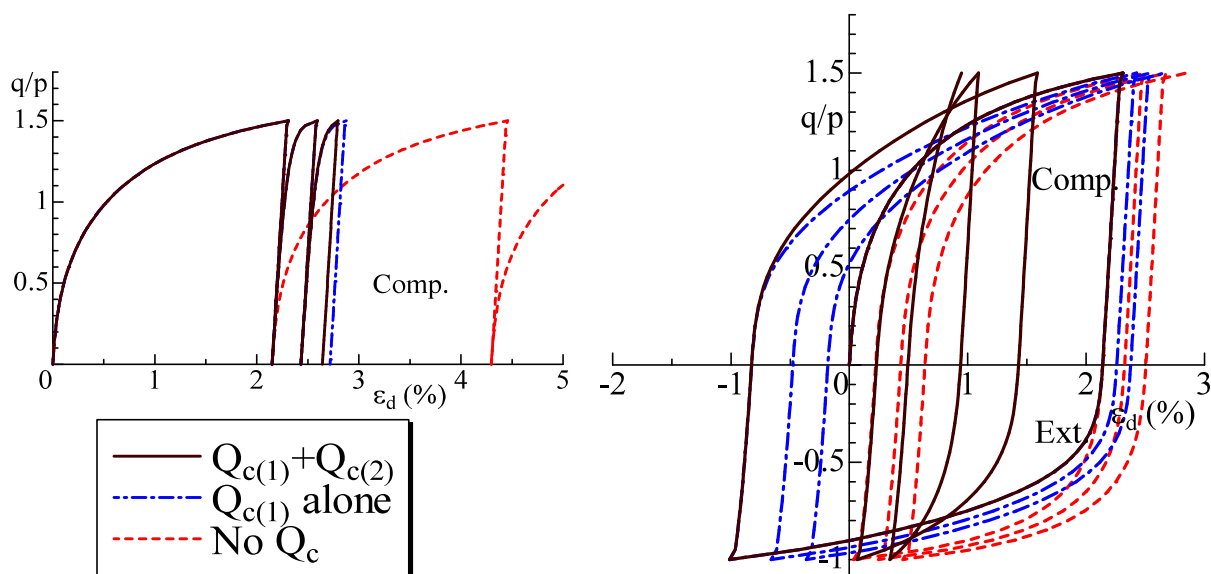 q/p
1.5
1
0.5
Comp.
0 1 2 3 4 5
ε_d (%)
Q_c(1)+Q_c(2)
Q_c(1) alone
No Q_c
1.5
q/p
1
Comp.
0.5
-2 -1 0 1 2 3
ε_d (%)
Ext.
-0.5
-1